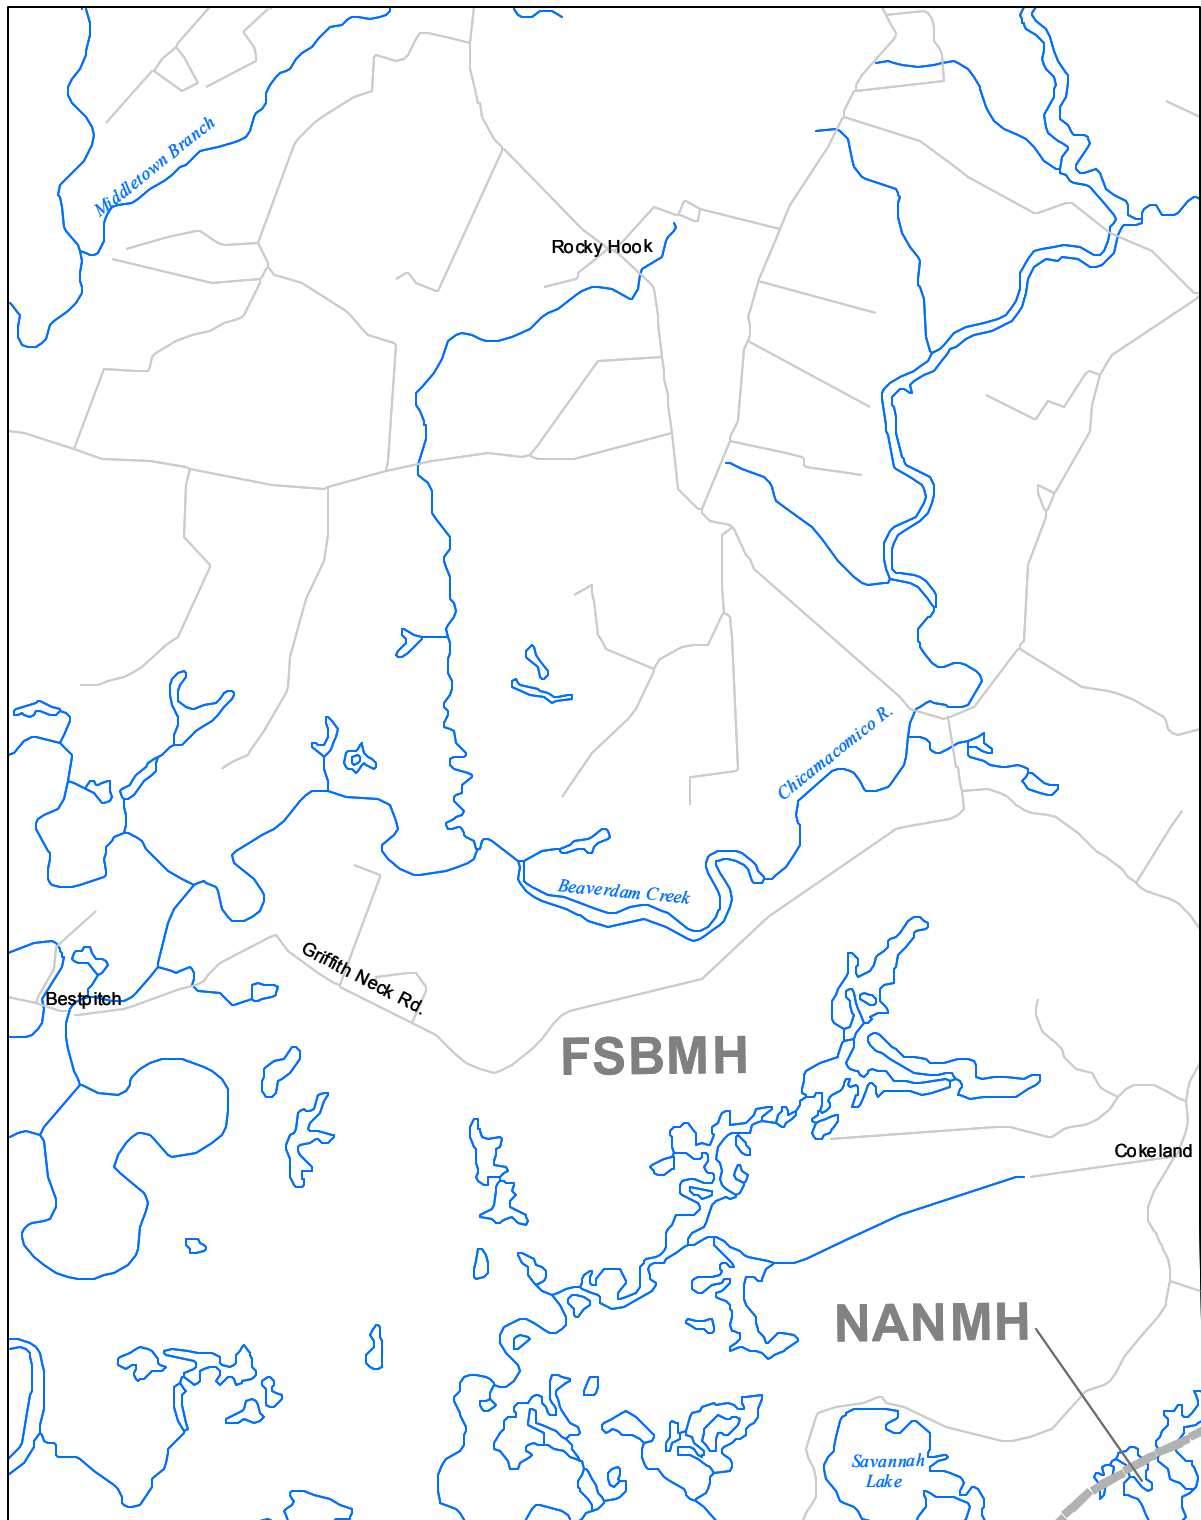 Middletown Branch
Rocky Hook
Chicamacomico R.
Beaverdam Creek
Griffith Neck Rd.
Bestpitch
FSBMH
Cokeland
NANMH
Savannah
Lake